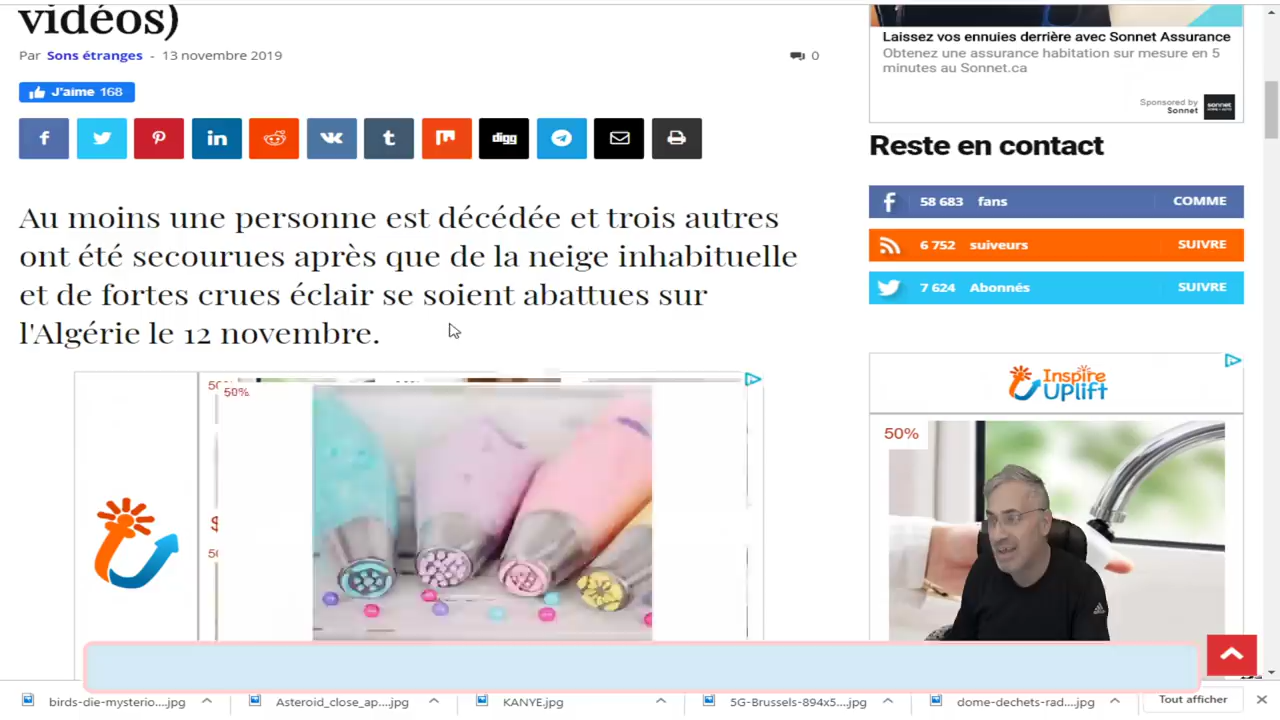 vidéos)
Par Sons étranges - 13 novembre 2019
0
J'aime 168
digg
Au moins une personne est décédée et trois autres
ont été secourues après que de la neige inhabituelle
et de fortes crues éclair se soient abattues sur
l'Algérie le 12 novembre.
50%
50%
$
Laissez vos ennuies derrière avec Sonnet Assurance
Obtenez une assurance habitation sur mesure en 5
minutes au Sonnet.ca
Sponsored by
Sonnet
sonnet
Reste en contact
58 683 fans COMME
6 752 suiveurs SUIVRE
7 624 Abonnés SUIVRE
Inspire
Uplift
50%
birds-die-mysterio....jpg
Asteroid_close_ap....jpg
KANYE.jpg
5G-Brussels-894x5....jpg
dome-dechets-rad....jpg
Tout afficher